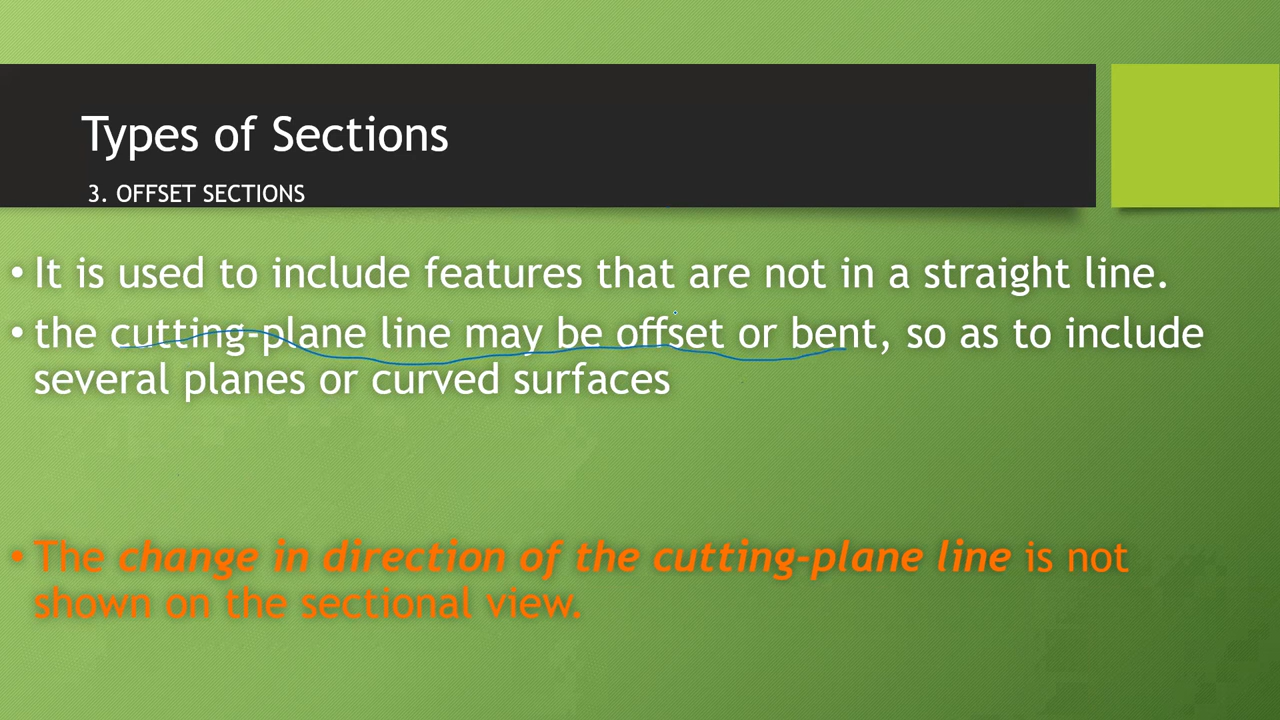 Types of Sections
3. OFFSET SECTIONS
• It is used to include features that are not in a straight line.
• the cutting-plane line may be offset or bent, so as to include
several planes or curved surfaces
• The change in direction of the cutting-plane line is not
shown on the sectional view.